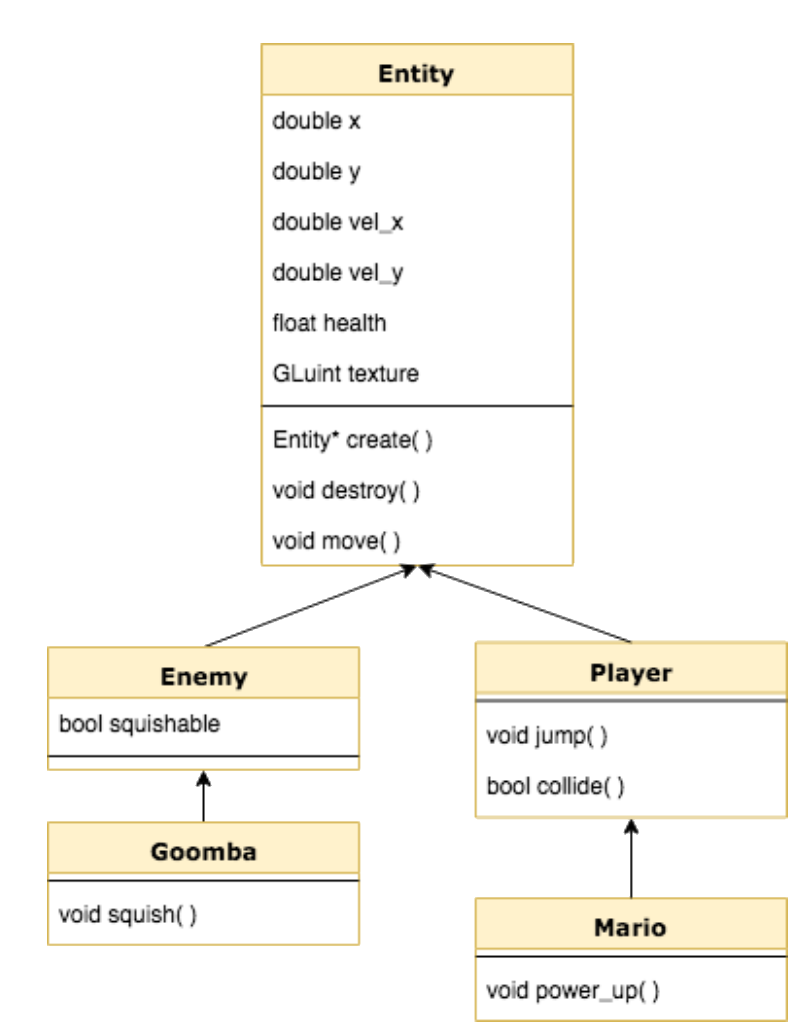 Entity
double x
double y
double vel_x
double vel_y
float health
GLuint texture
Entity* create( )
void destroy( )
void move( )
Enemy
bool squishable
Player
void jump( )
bool collide( )
Goomba
void squish( )
Mario
void power_up( )